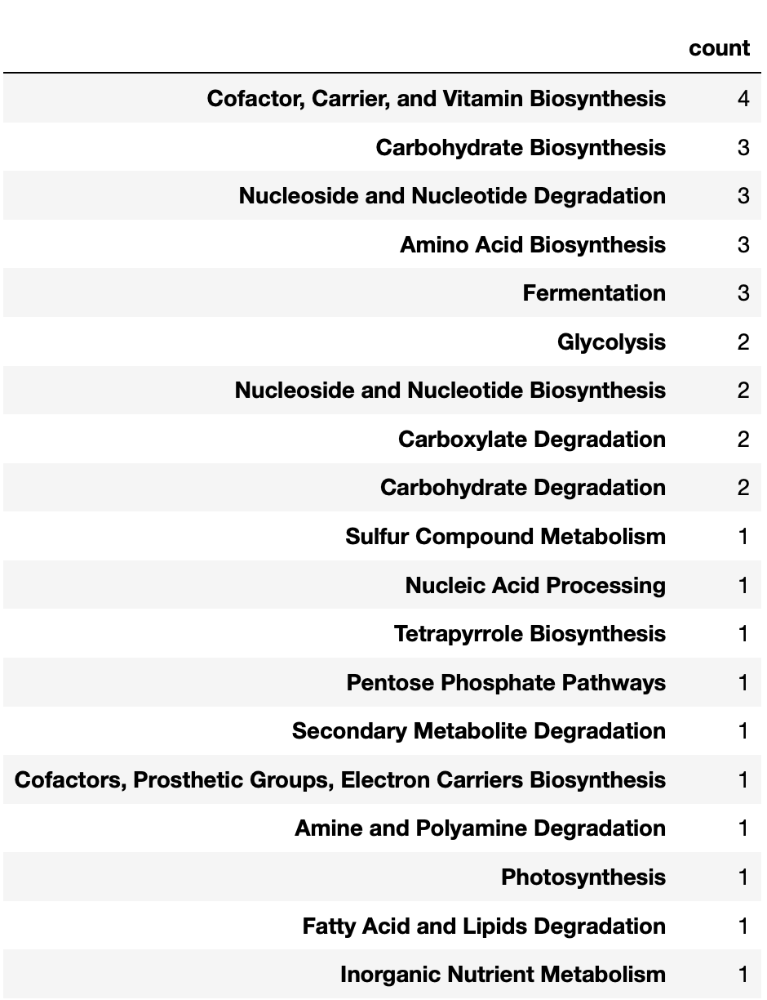 count
Cofactor, Carrier, and Vitamin Biosynthesis 4
Carbohydrate Biosynthesis 3
Nucleoside and Nucleotide Degradation 3
Amino Acid Biosynthesis 3
Fermentation 3
Glycolysis 2
Nucleoside and Nucleotide Biosynthesis 2
Carboxylate Degradation 2
Carbohydrate Degradation 2
Sulfur Compound Metabolism 1
Nucleic Acid Processing 1
Tetrapyrrole Biosynthesis 1
Pentose Phosphate Pathways 1
Secondary Metabolite Degradation 1
Cofactors, Prosthetic Groups, Electron Carriers Biosynthesis 1
Amine and Polyamine Degradation 1
Photosynthesis 1
Fatty Acid and Lipids Degradation 1
Inorganic Nutrient Metabolism 1